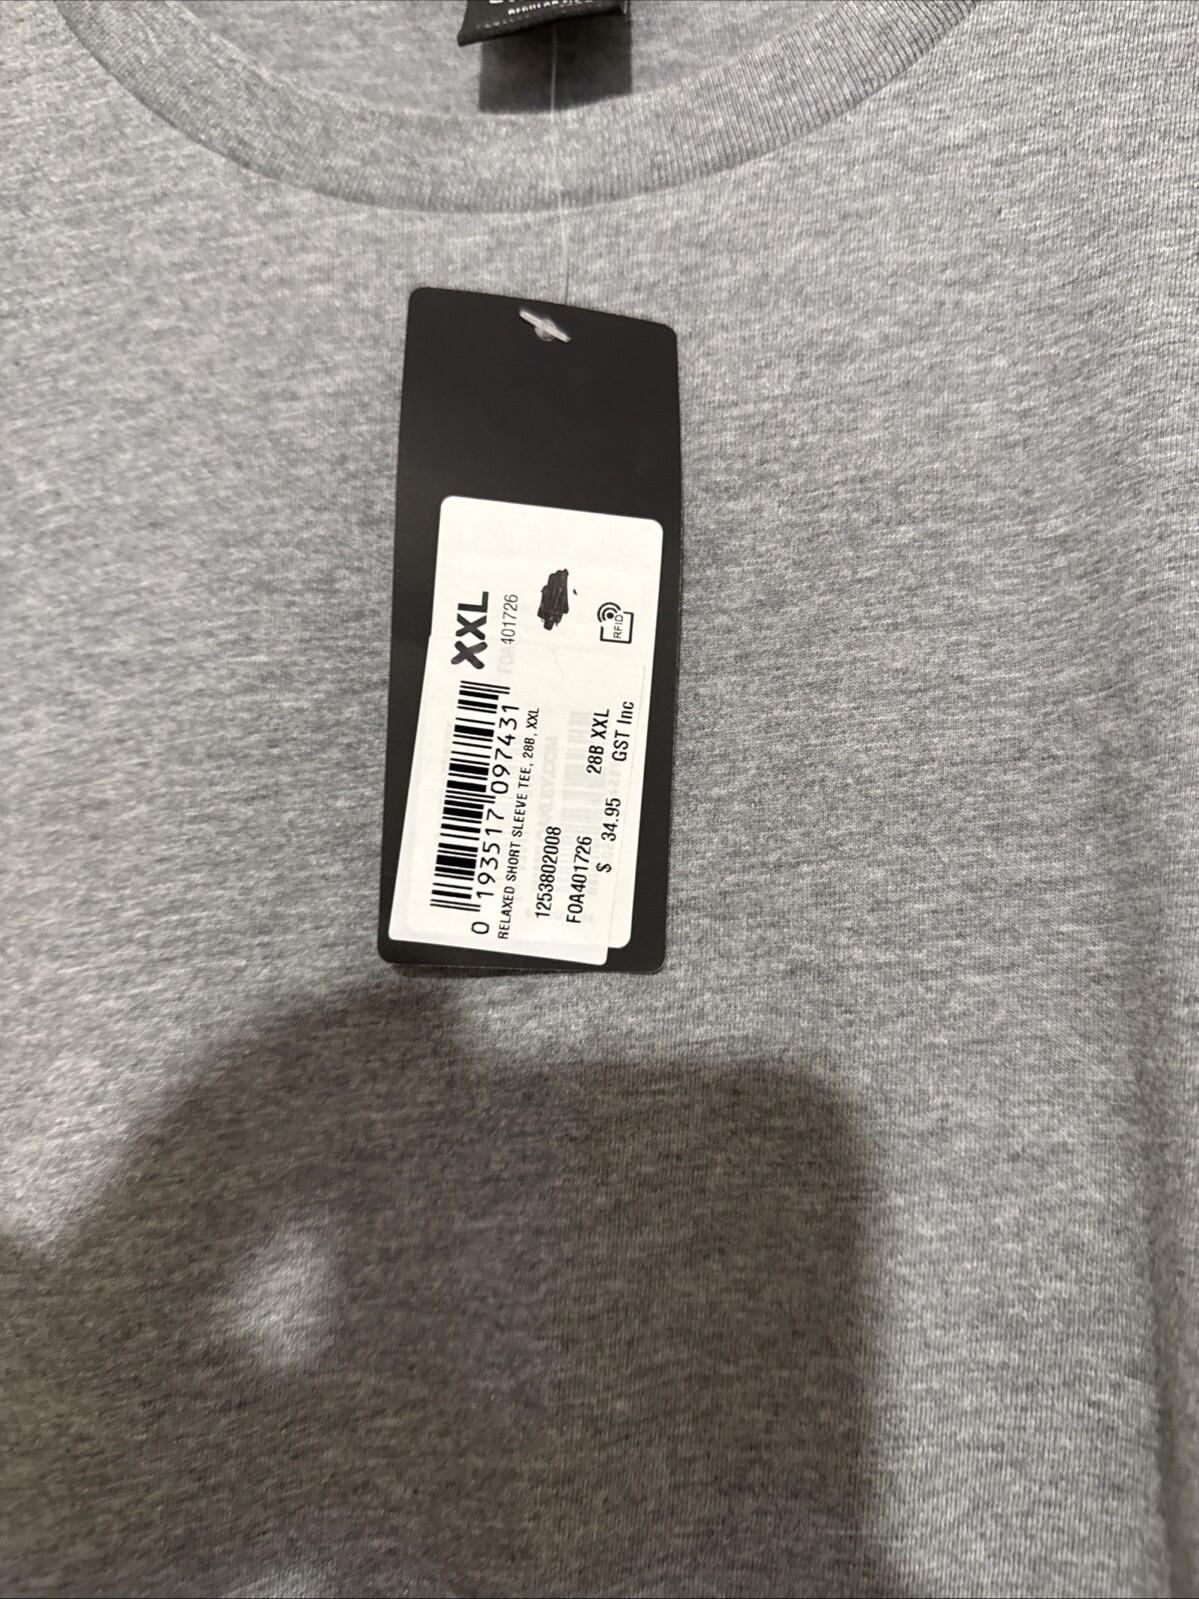 XXL
FOA401726
0 193517 097431
RELAXED SHORT SLEEVE TEE, 28B, XXL
1253802008
FOA401726 28B XXL
$ 34.95 GST Inc
RFID